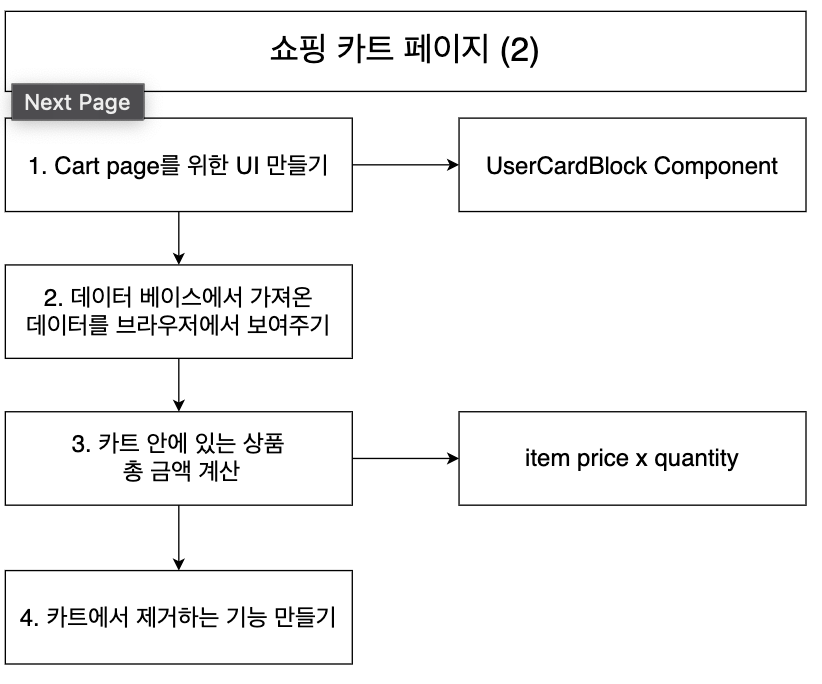 쇼핑 카트 페이지 (2)
Next Page
1. Cart page를 위한 UI 만들기
UserCardBlock Component
2. 데이터 베이스에서 가져온
데이터를 브라우저에서 보여주기
3. 카트 안에 있는 상품
총 금액 계산
item price x quantity
4. 카트에서 제거하는 기능 만들기